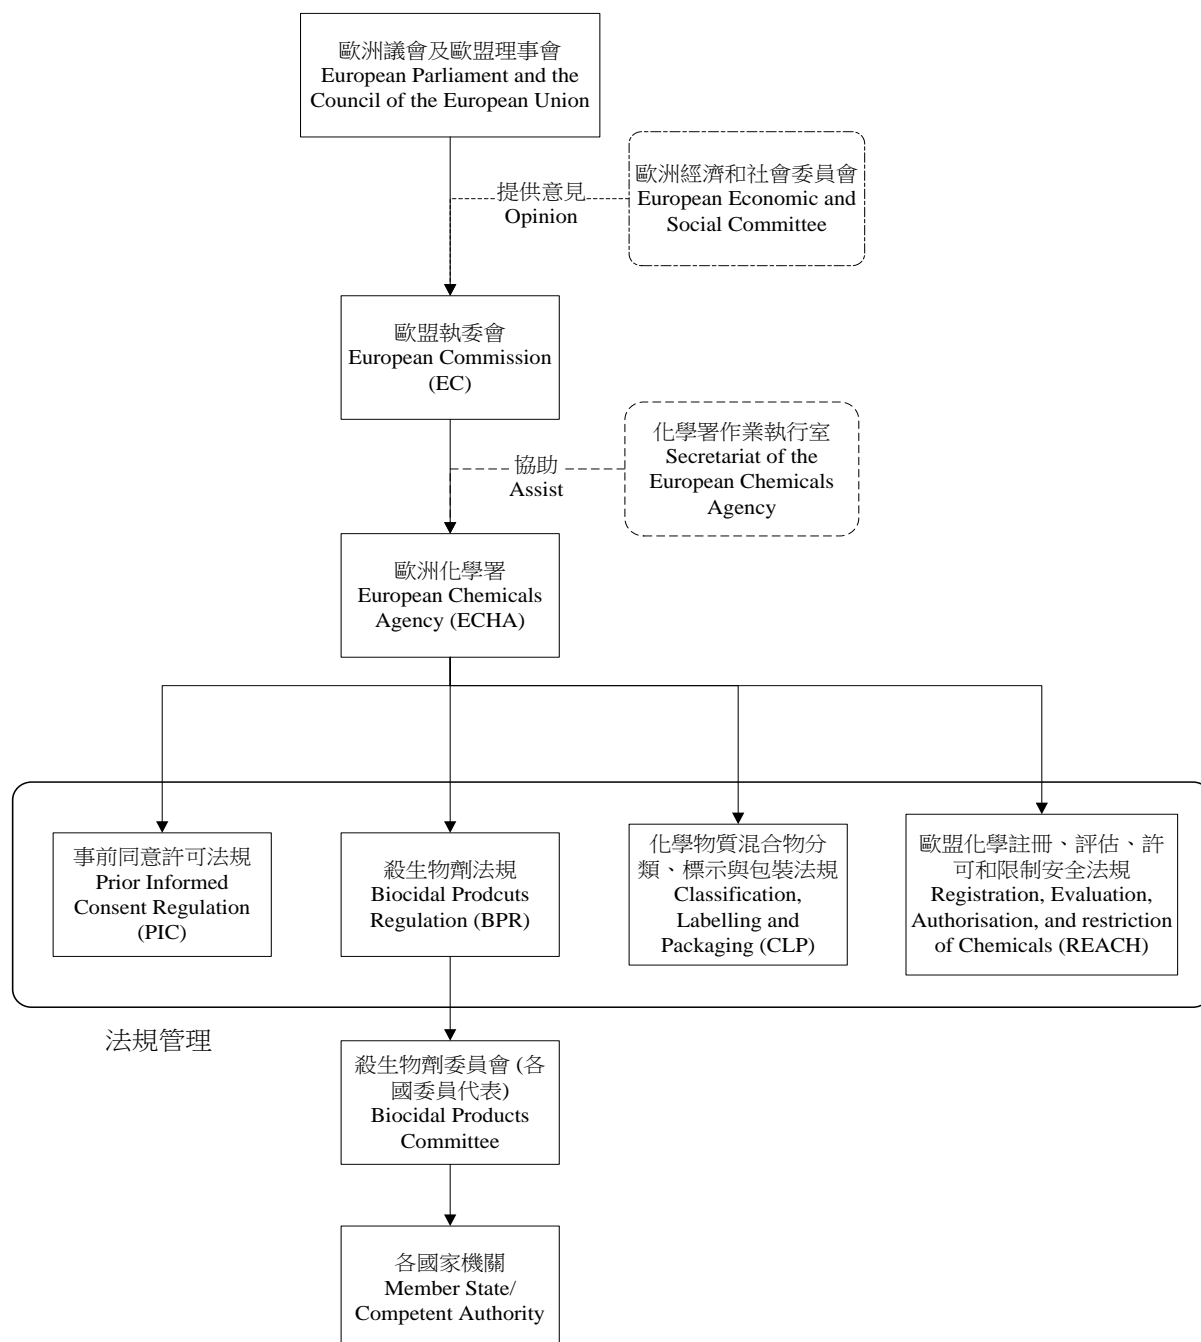 歐洲議會及歐盟理事會
European Parliament and the
Council of the European Union
歐洲經濟和社會委員會
European Economic and
Social Committee
提供意見
Opinion
歐盟執委會
European Commission
(EC)
化學署作業執行室
Secretariat of the
European Chemicals
Agency
協助
Assist
歐洲化學署
European Chemicals
Agency (ECHA)
事前同意許可法規
Prior Informed
Consent Regulation
(PIC)
殺生物劑法規
Biocidal Prodcuts
Regulation (BPR)
化學物質混合物分
類、標示與包裝法規
Classification,
Labelling and
Packaging (CLP)
歐盟化學註冊、評估、許
可和限制安全法規
Registration, Evaluation,
Authorisation, and restriction
of Chemicals (REACH)
法規管理
殺生物劑委員會 (各
國委員代表)
Biocidal Products
Committee
各國家機關
Member State/
Competent Authority